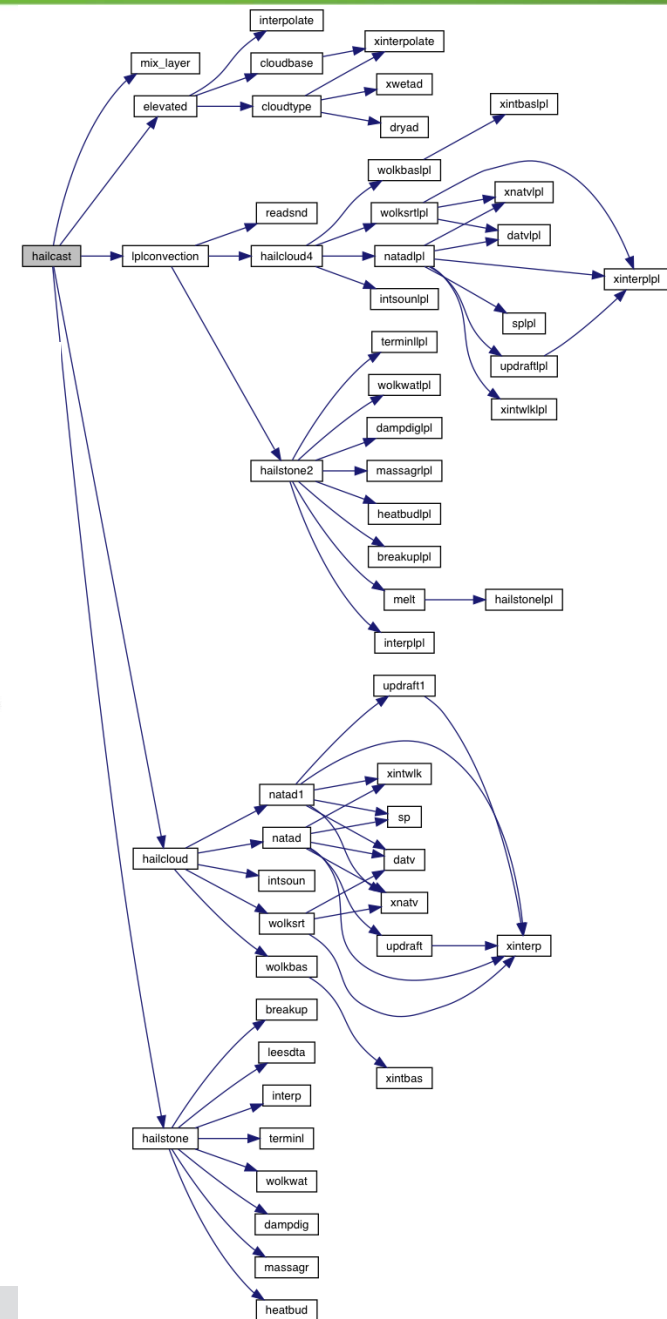 interpolate
xinterpolate
mix_layer
cloudbase
xwetad
elevated
cloudtype
xintbaslpl
dryad
wolkbaslpl
xnatvlpl
readsnd
wolksrtlpl
datvlpl
hailcast
lplconvection
hailcloud4
natadlpl
xinterplpl
intsounlpl
splpl
terminllpl
updraftlpl
wolkwatlpl
xintwlklpl
dampdiglpl
hailstone2
massagrlpl
heatbudlpl
breakuplpl
melt
hailstonelpl
interplpl
updraft1
xintwlk
natad1
sp
natad
datv
hailcloud
intsoun
xnatv
wolksrt
updraft
xinterp
wolkbas
breakup
leesdta
xintbas
interp
hailstone
terminl
wolkwat
dampdig
massagr
heatbud